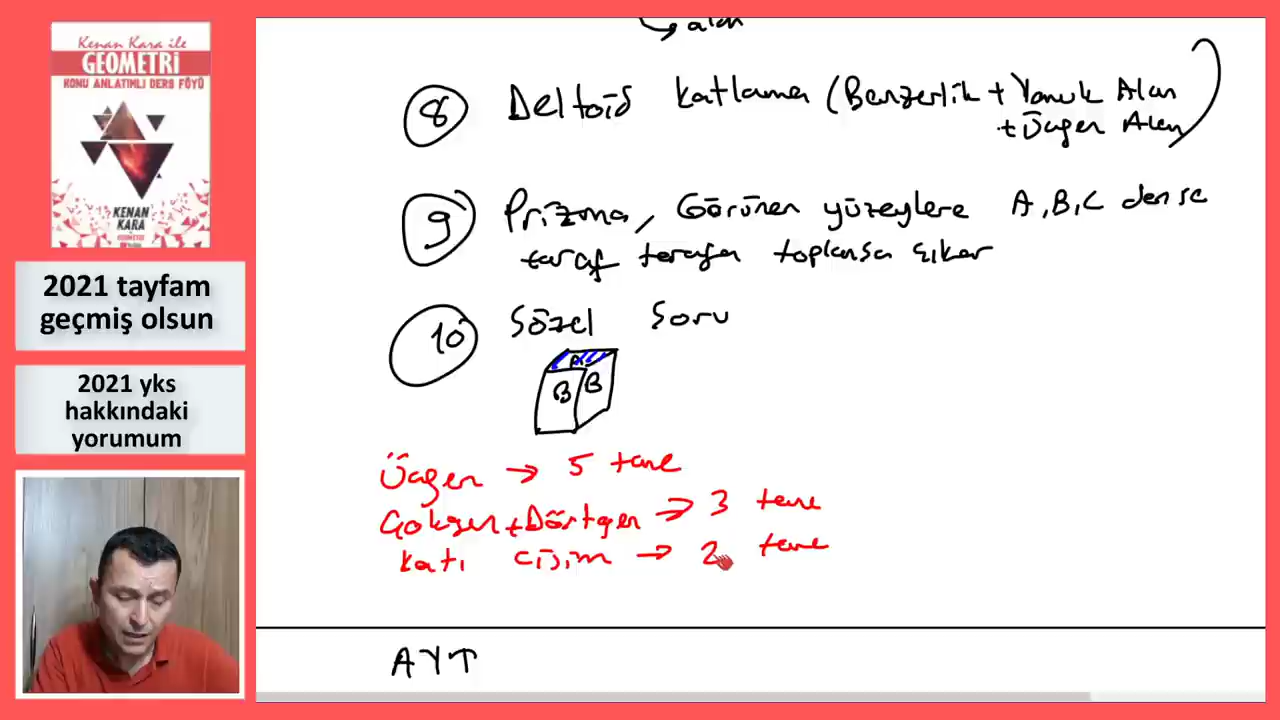 Kenan Kara ile
GEOMETRİ
KONU ANLATIMLI DERS FÖYÜ
KENAN
KARA
2021 tayfam
geçmiş olsun
2021 yks
hakkındaki
yorumum
alan
8 Deltoid katlama (Benzerlik + Yamuk Alan
+ Üçgen Alan)
9 Prizma, Görünen yüzeylere A, B, C dense
taraf tarafa toplansa çıkar
10 Sözel Soru
A
B B
Üçgen → 5 tane
Çokgen + Dörtgen → 3 tane
katı cisim → 2 tane
AYT